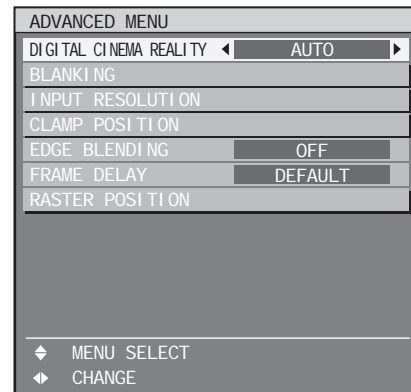 ADVANCED MENU
DIGITAL CINEMA REALITY AUTO
BLANKING
INPUT RESOLUTION
CLAMP POSITION
EDGE BLENDING OFF
FRAME DELAY DEFAULT
RASTER POSITION
MENU SELECT
CHANGE